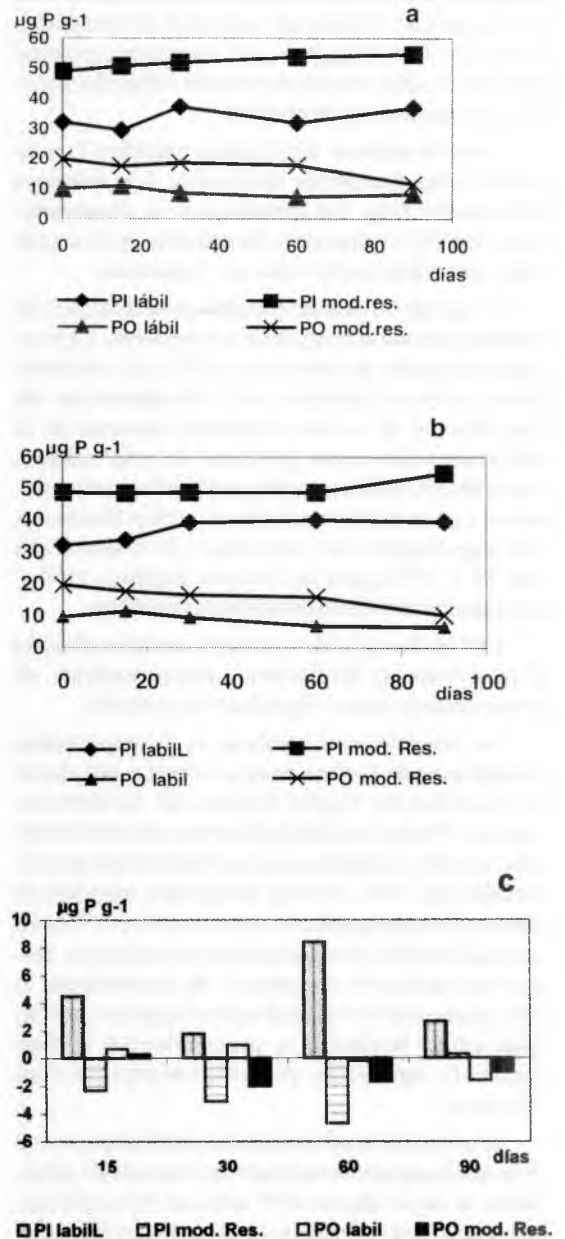 µg P g-1 a
60
50
40
30
20
10
0
0 20 40 60 80 100
días
PI lábil PI mod.res.
PO lábil PO mod.res.
µg P g-1 b
60
50
40
30
20
10
0
0 20 40 60 80 100
días
PI labilL PI mod. Res.
PO labil PO mod. Res.
µg P g-1 c
10
8
6
4
2
0
-2
-4
-6
15 30 60 90 días
PI labilL PI mod. Res. PO labil PO mod. Res.